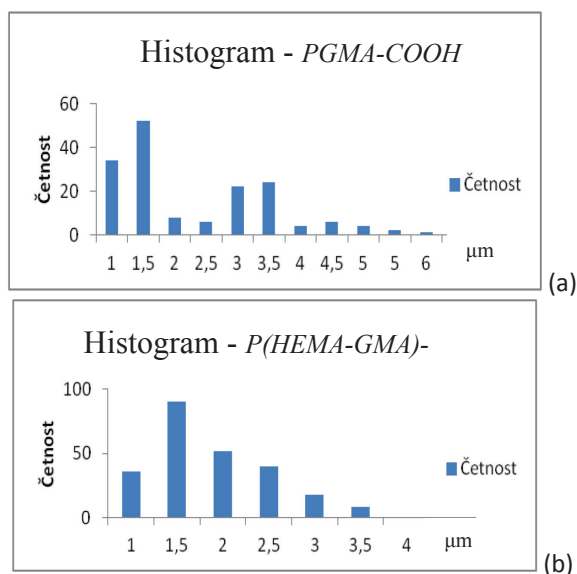 Histogram - PGMA-COOH
60
40
20
0
Četnost
Četnost
1 1,5 2 2,5 3 3,5 4 4,5 5 5 6 μm
(a)
Histogram - P(HEMA-GMA)-
100
50
0
Četnost
Četnost
1 1,5 2 2,5 3 3,5 4 μm
(b)